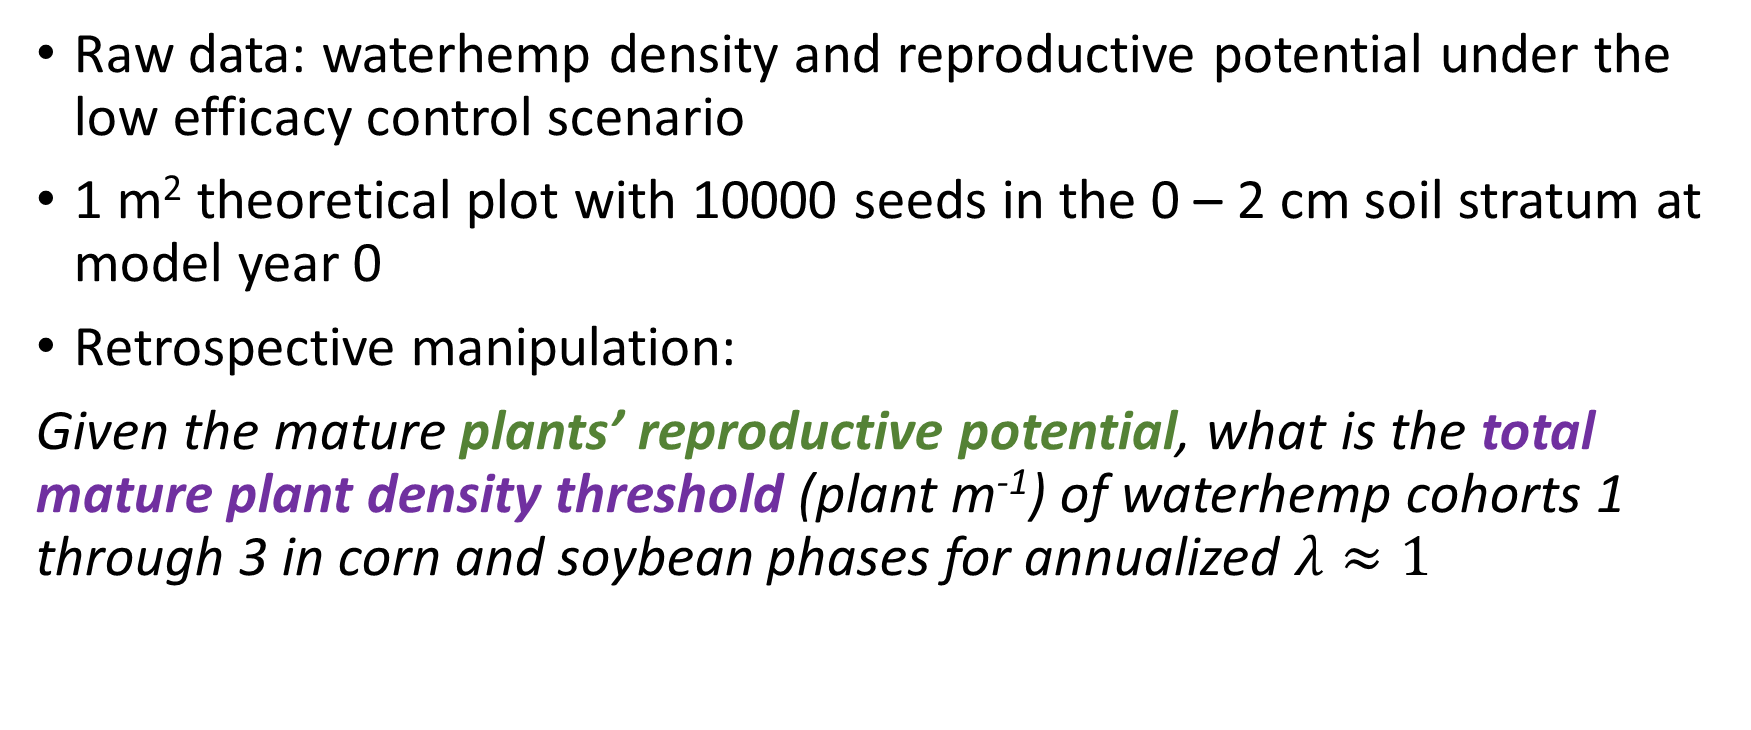 • Raw data: waterhemp density and reproductive potential under the
low efficacy control scenario
• 1 m² theoretical plot with 10000 seeds in the 0 – 2 cm soil stratum at
model year 0
• Retrospective manipulation:
Given the mature plants’ reproductive potential, what is the total
mature plant density threshold (plant m⁻¹) of waterhemp cohorts 1
through 3 in corn and soybean phases for annualized λ ≈ 1